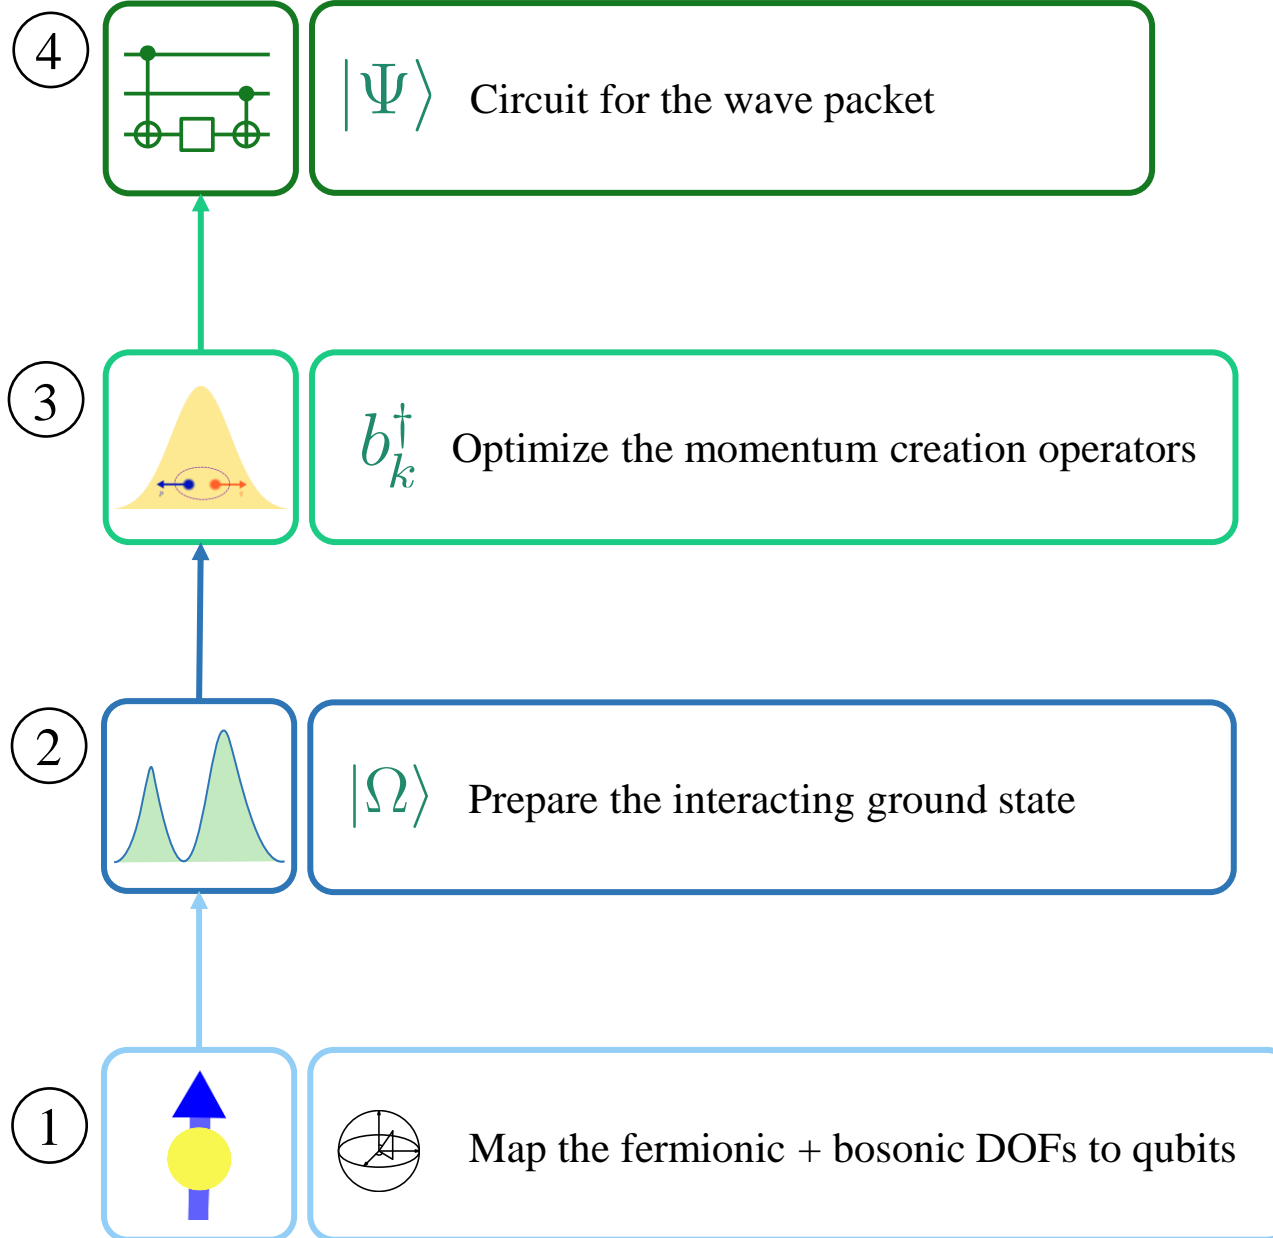 ④ |Ψ⟩ Circuit for the wave packet
③ b†k Optimize the momentum creation operators
② |Ω⟩ Prepare the interacting ground state
① Map the fermionic + bosonic DOFs to qubits